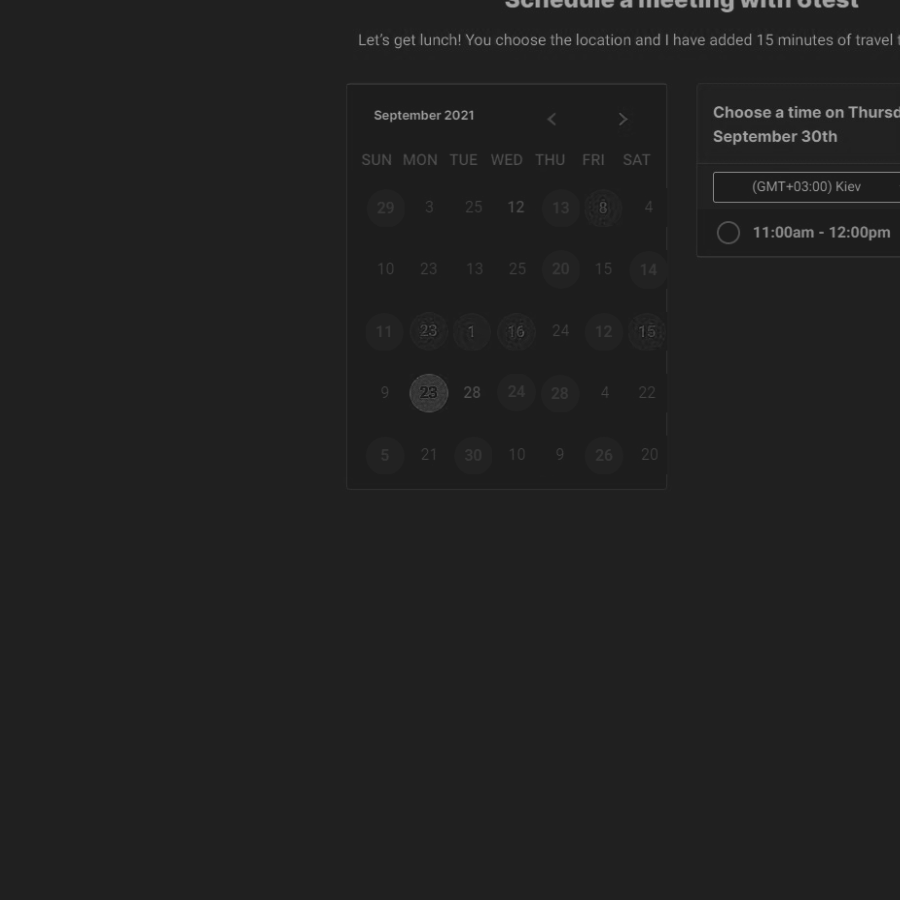 Schedule a meeting with 6test
Let's get lunch! You choose the location and I have added 15 minutes of travel
September 2021
SUN MON TUE WED THU FRI SAT
29 3 25 12 13 8 4
10 23 13 25 20 15 14
11 23 1 16 24 12 15
9 23 28 24 28 4 22
5 21 30 10 9 26 20
Choose a time on Thursd
September 30th
(GMT+03:00) Kiev
11:00am - 12:00pm